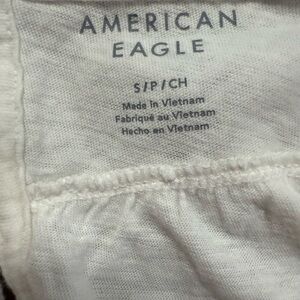 AMERICAN
EAGLE
S/P/CH
Made in Vietnam
Fabriqué au Vietnam
Hecho en Vietnam